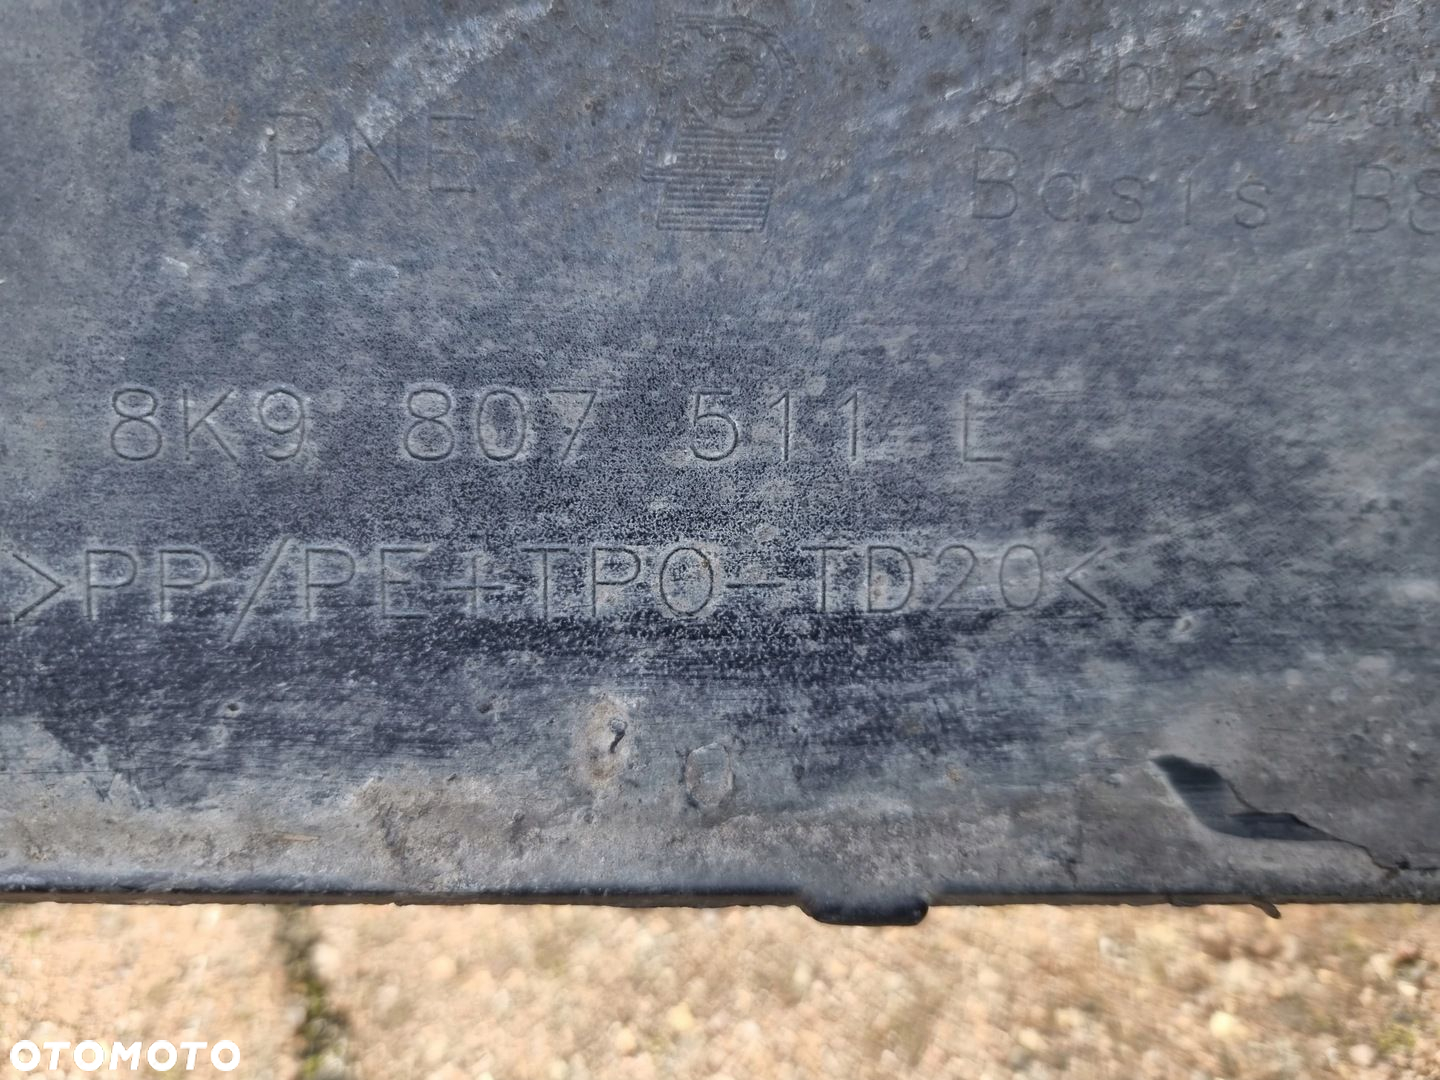 PNE
Basis B8
8K9 807 511 L
>PP/PE+TPO-TD20<
OTOMOTO